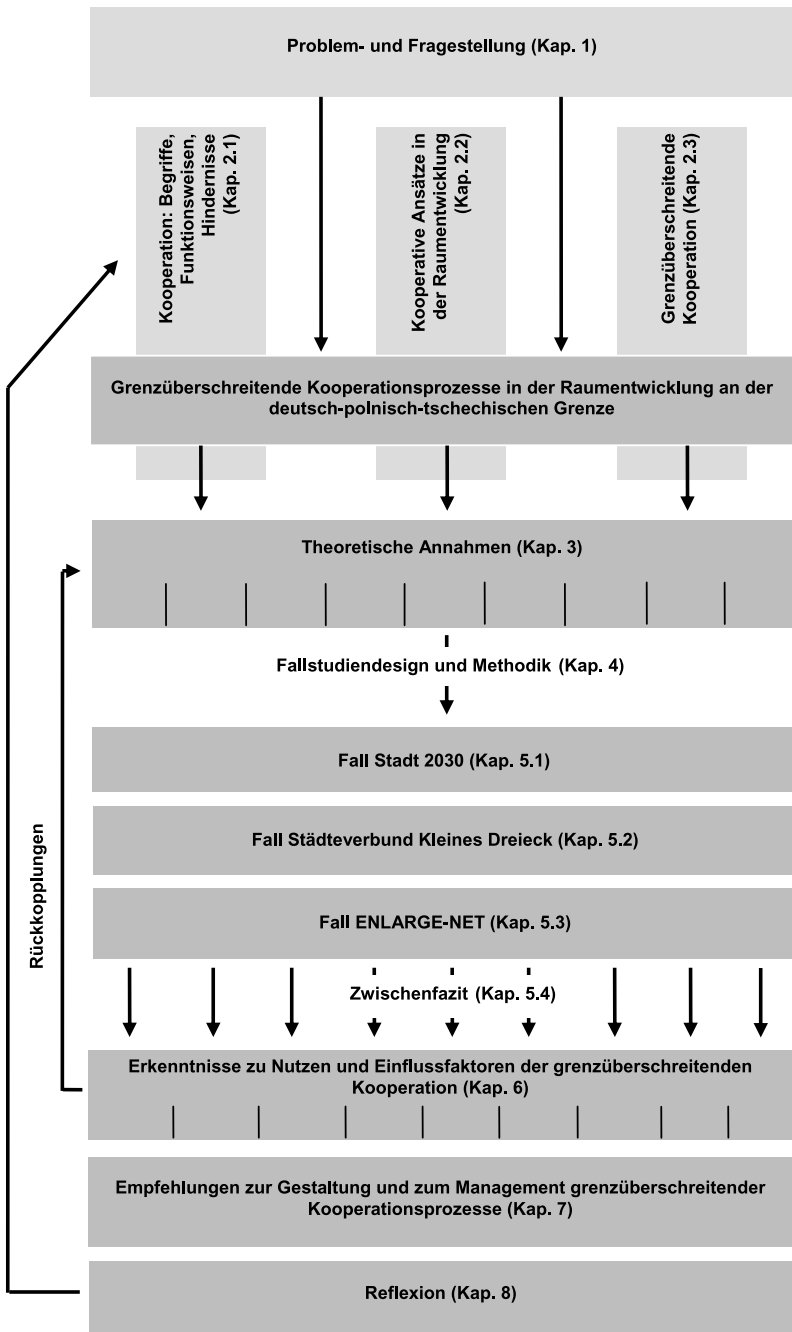 Problem- und Fragestellung (Kap. 1)
Kooperation: Begriffe,
Funktionsweisen,
Hindernisse
(Kap. 2.1)
Kooperative Ansätze in
der Raumentwicklung
(Kap. 2.2)
Grenzüberschreitende
Kooperation (Kap. 2.3)
Grenzüberschreitende Kooperationsprozesse in der Raumentwicklung an der
deutsch-polnisch-tschechischen Grenze
Theoretische Annahmen (Kap. 3)
Fallstudiendesign und Methodik (Kap. 4)
Fall Stadt 2030 (Kap. 5.1)
Fall Städteverbund Kleines Dreieck (Kap. 5.2)
Fall ENLARGE-NET (Kap. 5.3)
Rückkopplungen
Zwischenfazit (Kap. 5.4)
Erkenntnisse zu Nutzen und Einflussfaktoren der grenzüberschreitenden
Kooperation (Kap. 6)
Empfehlungen zur Gestaltung und zum Management grenzüberschreitender
Kooperationsprozesse (Kap. 7)
Reflexion (Kap. 8)